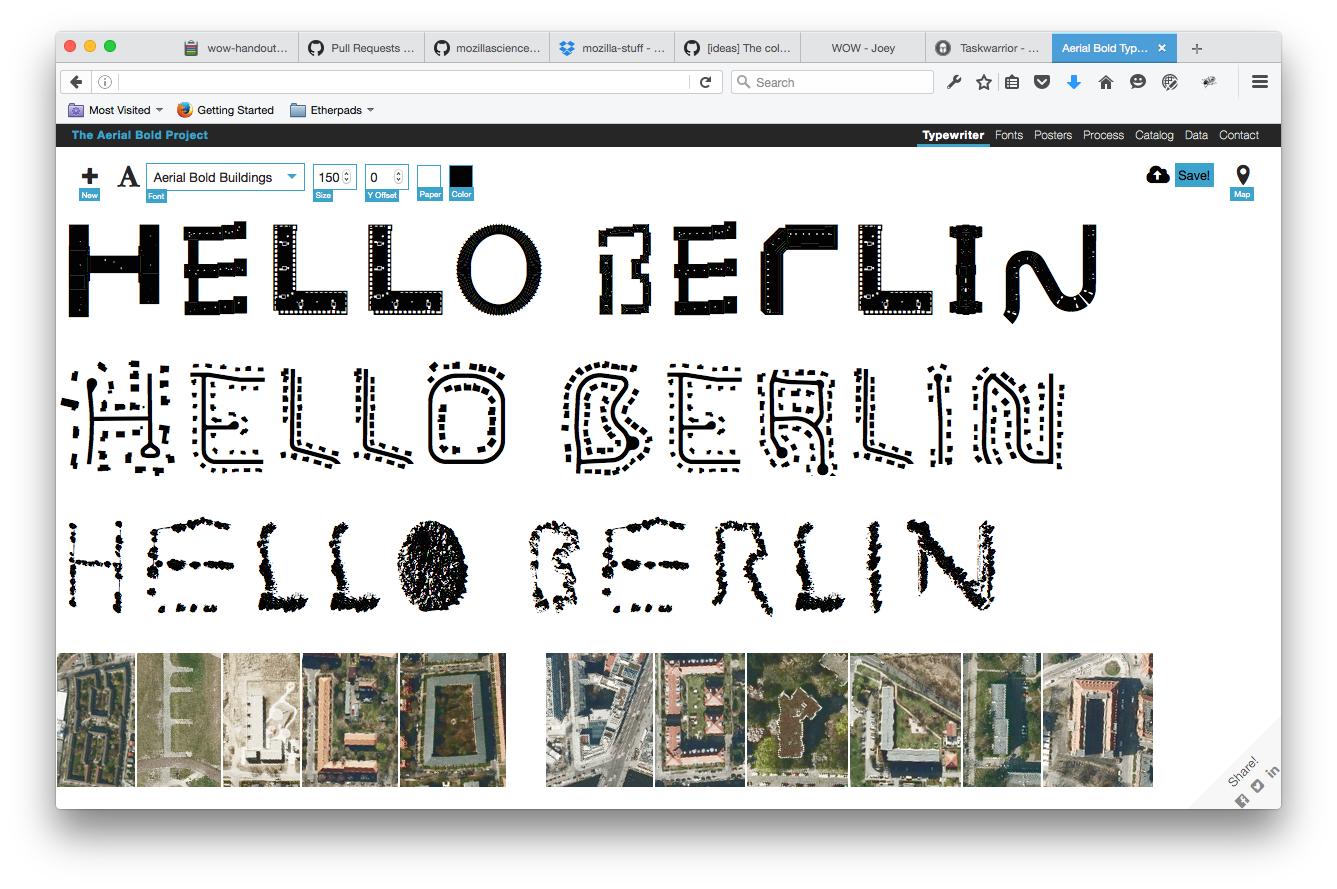 wow-handout...
Pull Requests ...
mozillascience...
mozilla-stuff - ...
[ideas] The col...
WOW - Joey
Taskwarrior - ...
Aerial Bold Typ...
Search
Most Visited
Getting Started
Etherpads
The Aerial Bold Project
Typewriter Fonts Posters Process Catalog Data Contact
Aerial Bold Buildings
150
0
Save!
New
Font
Size
Y Offset
Paper
Color
Map
HELLO BERLIN
HELLO BERLIN
HELLO BERLIN
HELLO BERLIN
Share!